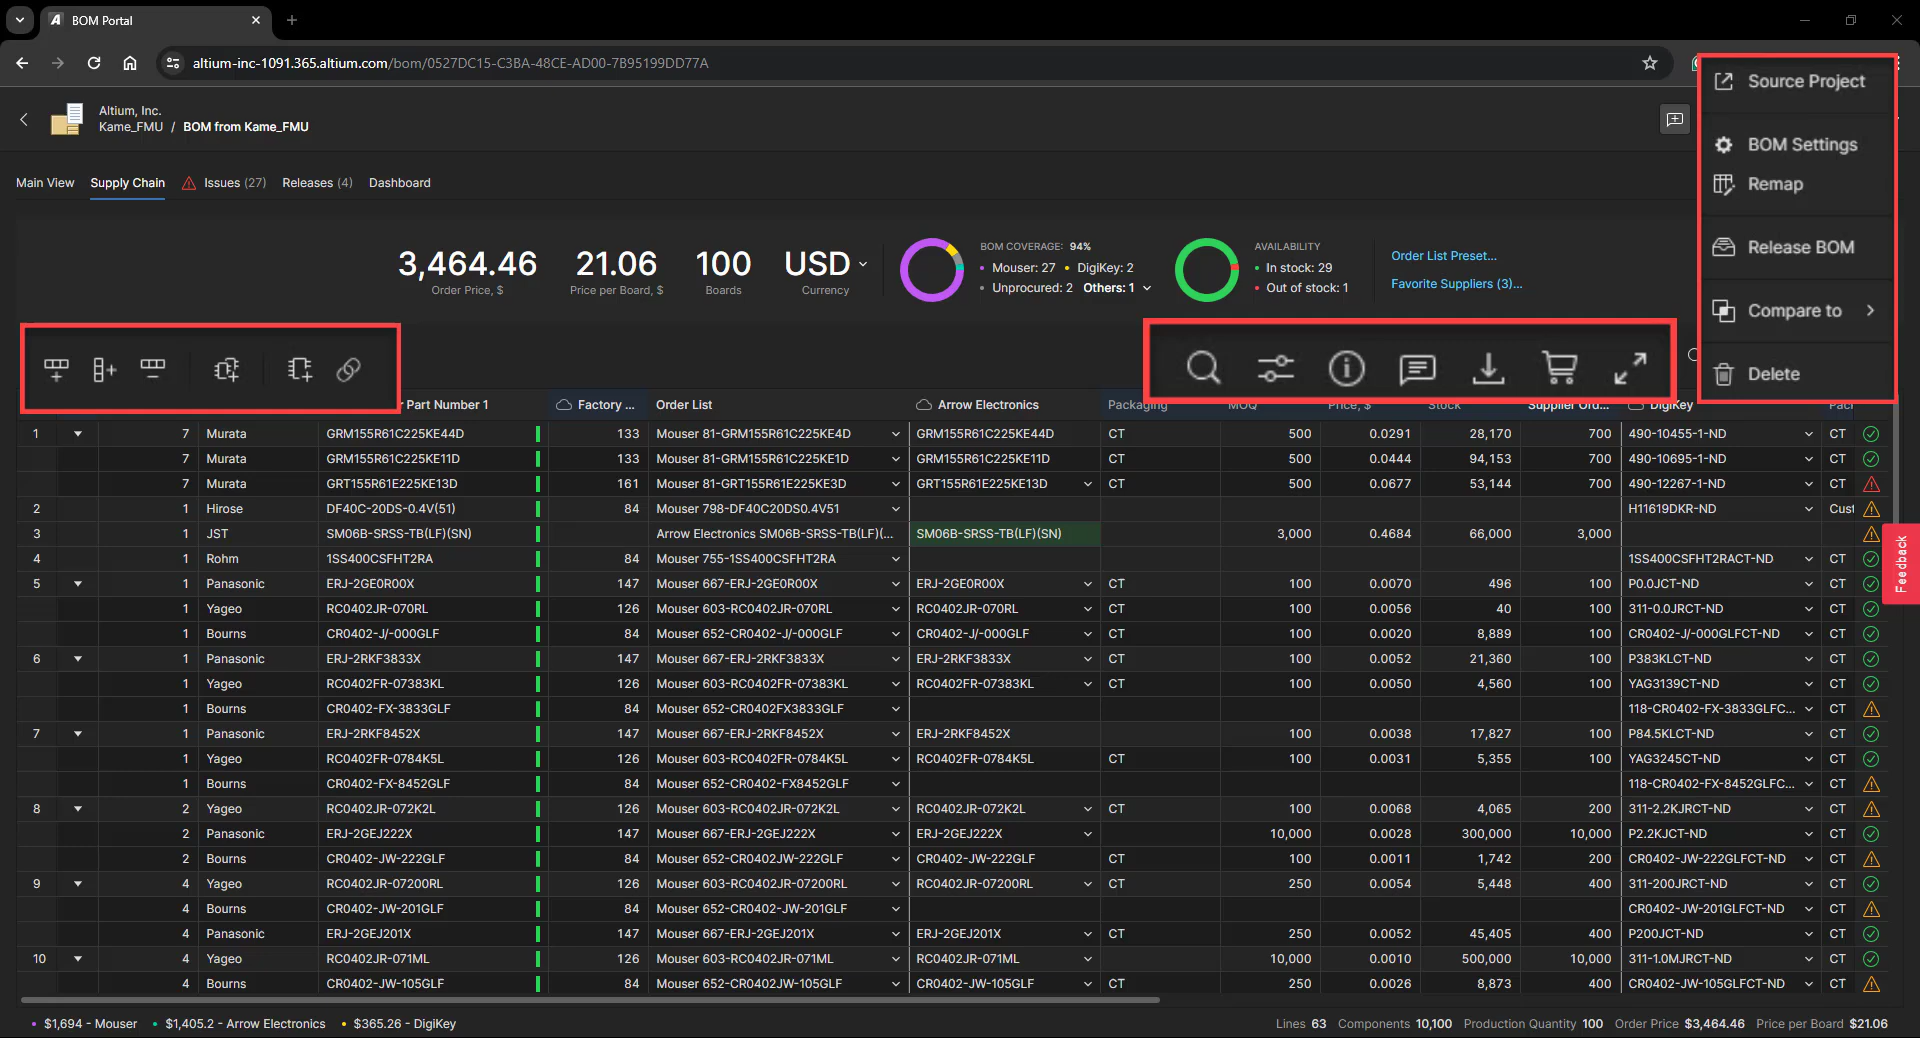 BOM Portal
altium-inc-1091.365.altium.com/bom/0527DC15-C3BA-48CE-AD00-7B95199DD77A
Altium, Inc.
Kame_FMU / BOM from Kame_FMU
Source Project
BOM Settings
Remap
Release BOM
Compare to
Delete
Main View Supply Chain Issues (27) Releases (4) Dashboard
3,464.46 21.06 100 USD
Order Price, $ Price per Board, $ Boards Currency
BOM COVERAGE: 94%
Mouser: 27 DigiKey: 2
Unprocured: 2 Others: 1
AVAILABILITY
In stock: 29
Out of stock: 1
Order List Preset...
Favorite Suppliers (3)...
Part Number 1 Factory ... Order List Arrow Electronics Packaging MOQ Price, $ Stock Supplier Ord... DigiKey
1 7 Murata GRM155R61C225KE44D 133 Mouser 81-GRM155R61C225KE4D GRM155R61C225KE44D CT 500 0.0291 28,170 700 490-10455-1-ND CT
7 Murata GRM155R61C225KE11D 133 Mouser 81-GRM155R61C225KE1D GRM155R61C225KE11D CT 500 0.0444 94,153 700 490-10695-1-ND CT
7 Murata GRT155R61E225KE13D 161 Mouser 81-GRT155R61E225KE3D GRT155R61E225KE13D CT 500 0.0677 53,144 700 490-12267-1-ND CT
2 1 Hirose DF40C-20DS-0.4V(51) 84 Mouser 798-DF40C20DS0.4V51 H11619DKR-ND Cust
3 1 JST SM06B-SRSS-TB(LF)(SN) Arrow Electronics SM06B-SRSS-TB(LF)(... SM06B-SRSS-TB(LF)(SN) 3,000 0.4684 66,000 3,000
4 1 Rohm 1SS400CSFHT2RA 84 Mouser 755-1SS400CSFHT2RA 1SS400CSFHT2RACT-ND CT
5 1 Panasonic ERJ-2GE0R00X 147 Mouser 667-ERJ-2GE0R00X ERJ-2GE0R00X CT 100 0.0070 496 100 P0.0JCT-ND CT
1 Yageo RC0402JR-070RL 126 Mouser 603-RC0402JR-070RL RC0402JR-070RL CT 100 0.0056 40 100 311-0.0JRCT-ND CT
1 Bourns CR0402-J/-000GLF 84 Mouser 652-CR0402-J/-000GLF CR0402-J/-000GLF CT 100 0.0020 8,889 100 CR0402-J/-000GLFCT-ND CT
6 1 Panasonic ERJ-2RKF3833X 147 Mouser 667-ERJ-2RKF3833X ERJ-2RKF3833X CT 100 0.0052 21,360 100 P383KLCT-ND CT
1 Yageo RC0402FR-07383KL 126 Mouser 603-RC0402FR-07383KL RC0402FR-07383KL CT 100 0.0050 4,560 100 YAG3139CT-ND CT
1 Bourns CR0402-FX-3833GLF 84 Mouser 652-CR0402FX3833GLF 118-CR0402-FX-3833GLFC... CT
7 1 Panasonic ERJ-2RKF8452X 147 Mouser 667-ERJ-2RKF8452X ERJ-2RKF8452X 100 0.0038 17,827 100 P84.5KLCT-ND CT
1 Yageo RC0402FR-0784K5L 126 Mouser 603-RC0402FR-0784K5L RC0402FR-0784K5L CT 100 0.0031 5,355 100 YAG3245CT-ND CT
1 Bourns CR0402-FX-8452GLF 84 Mouser 652-CR0402-FX8452GLF 118-CR0402-FX-8452GLFC... CT
8 2 Yageo RC0402JR-072K2L 126 Mouser 603-RC0402JR-072K2L RC0402JR-072K2L CT 100 0.0068 4,065 200 311-2.2KJRCT-ND CT
2 Panasonic ERJ-2GEJ222X 147 Mouser 667-ERJ-2GEJ222X ERJ-2GEJ222X 10,000 0.0028 300,000 10,000 P2.2KJCT-ND CT
2 Bourns CR0402-JW-222GLF 84 Mouser 652-CR0402JW-222GLF CR0402-JW-222GLF CT 100 0.0011 1,742 200 CR0402-JW-222GLFCT-ND CT
9 4 Yageo RC0402JR-07200RL 126 Mouser 603-RC0402JR-07200RL RC0402JR-07200RL CT 250 0.0054 5,448 400 311-200JRCT-ND CT
4 Bourns CR0402-JW-201GLF 84 Mouser 652-CR0402-JW-201GLF CR0402-JW-201GLFCT-ND CT
4 Panasonic ERJ-2GEJ201X 147 Mouser 667-ERJ-2GEJ201X ERJ-2GEJ201X CT 250 0.0052 45,405 400 P200JCT-ND CT
10 4 Yageo RC0402JR-071ML 126 Mouser 603-RC0402JR-071ML RC0402JR-071ML 10,000 0.0010 500,000 10,000 311-1.0MJRCT-ND CT
4 Bourns CR0402-JW-105GLF 84 Mouser 652-CR0402JW-105GLF CR0402-JW-105GLF CT 250 0.0026 8,873 400 CR0402-JW-105GLFCT-ND CT
Feedback
$1,694 - Mouser $1,405.2 - Arrow Electronics $365.26 - DigiKey
Lines 63 Components 10,100 Production Quantity 100 Order Price $3,464.46 Price per Board $21.06